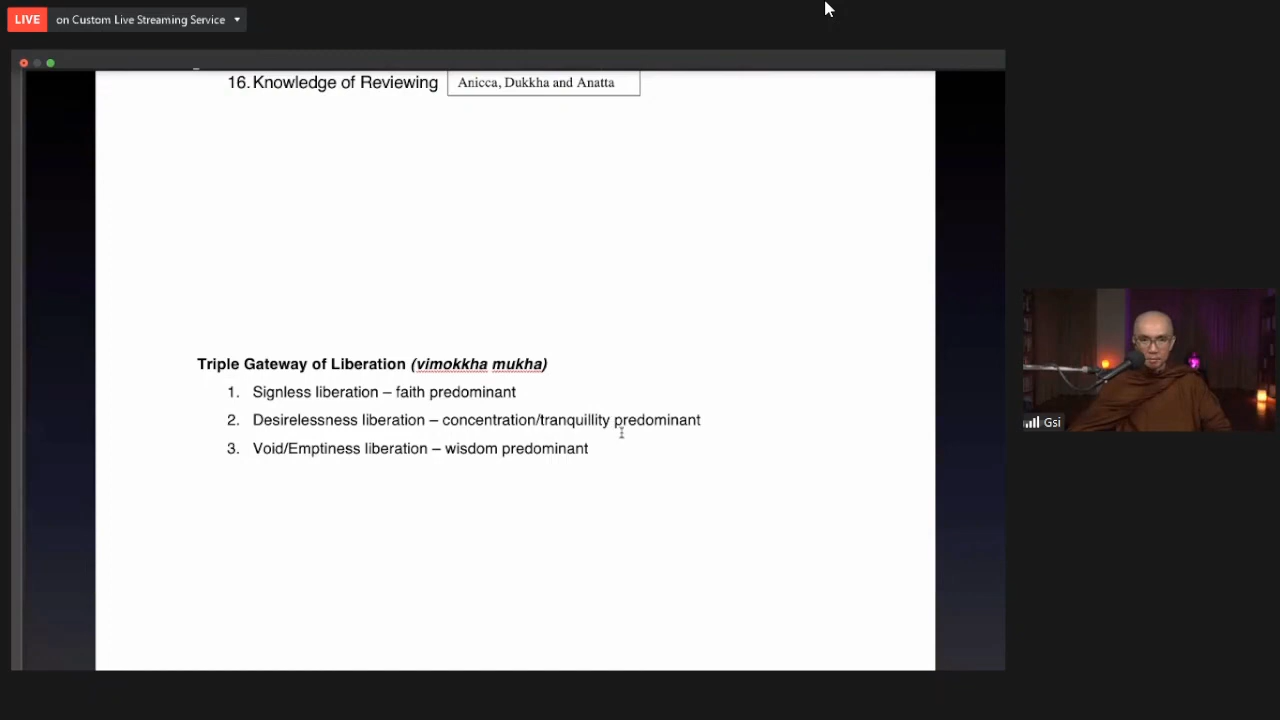 LIVE on Custom Live Streaming Service
16. Knowledge of Reviewing Anicca, Dukkha and Anatta
Triple Gateway of Liberation (vimokkha mukha)
1. Signless liberation – faith predominant
2. Desirelessness liberation – concentration/tranquillity predominant
3. Void/Emptiness liberation – wisdom predominant
Gsi